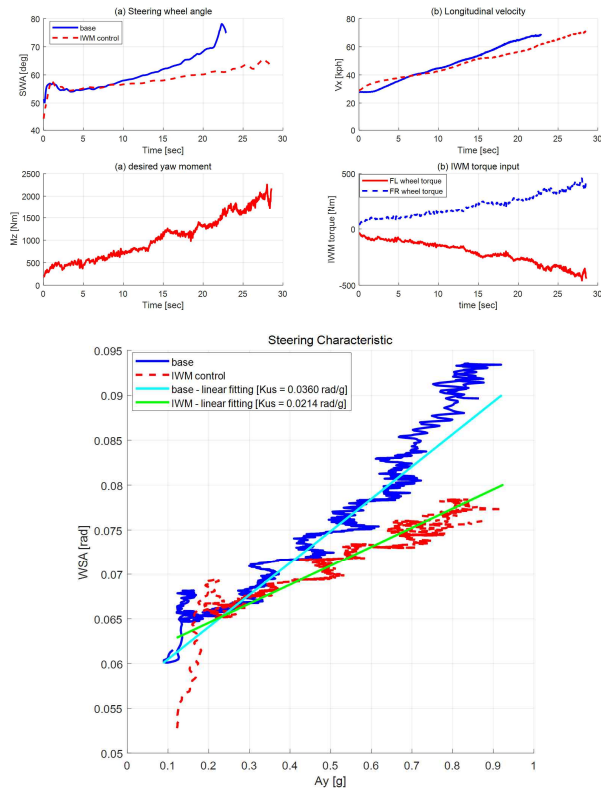 (a) Steering wheel angle
base
IWM control
SWA [deg]
80
70
60
50
40
0 5 10 15 20 25 30
Time [sec]
(b) Longitudinal velocity
base
IWM control
Vx [kph]
80
60
40
20
0
0 5 10 15 20 25 30
Time [sec]
(a) desired yaw moment
Mz [Nm]
2500
2000
1500
1000
500
0
0 5 10 15 20 25 30
Time [sec]
(b) IWM torque input
FL wheel torque
FR wheel torque
IWM torque [Nm]
500
0
-500
0 5 10 15 20 25 30
time [sec]
Steering Characteristic
base
IWM control
base - linear fitting [Kus = 0.0360 rad/g]
IWM - linear fitting [Kus = 0.0214 rad/g]
WSA [rad]
0.095
0.09
0.085
0.08
0.075
0.07
0.065
0.06
0.055
0.05
0 0.1 0.2 0.3 0.4 0.5 0.6 0.7 0.8 0.9 1
Ay [g]